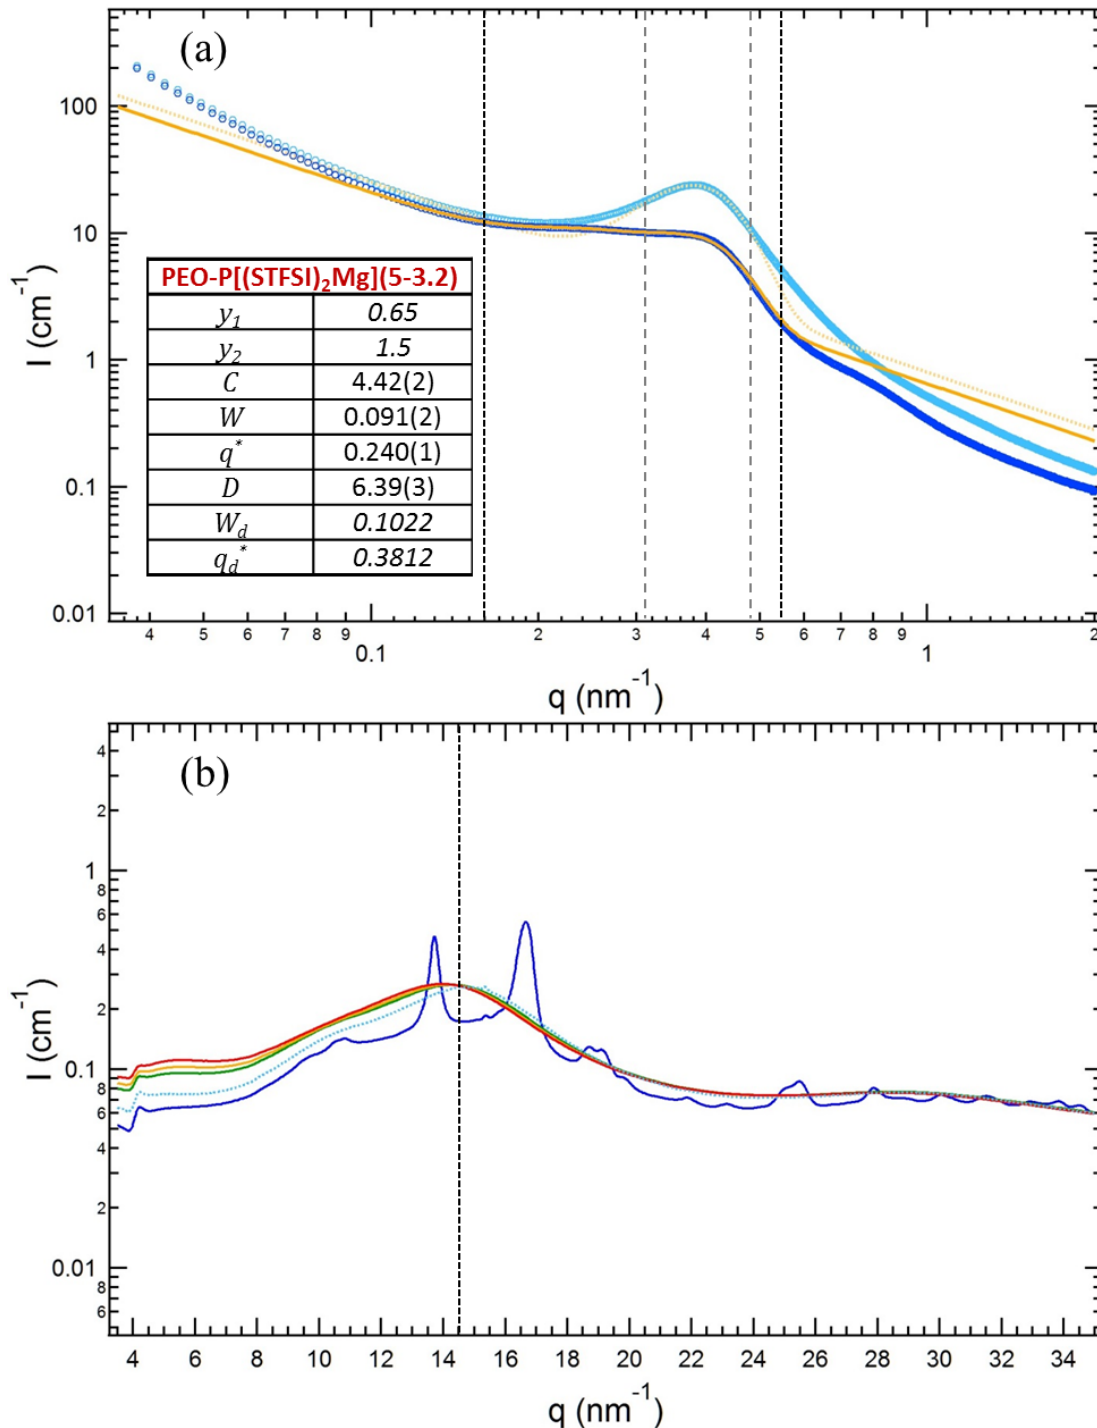 (a)
100
10
1
0.1
0.01
I (cm⁻¹)
PEO-P[(STFSI)₂Mg](5-3.2)
y₁ 0.65
y₂ 1.5
C 4.42(2)
W 0.091(2)
q* 0.240(1)
D 6.39(3)
W_d 0.1022
q_d* 0.3812
4 5 6 7 8 9 2 3 4 5 6 7 8 9 2
0.1 1
q (nm⁻¹)
(b)
4
2
1
8
6
4
2
0.1
8
6
4
2
0.01
8
6
I (cm⁻¹)
4 6 8 10 12 14 16 18 20 22 24 26 28 30 32 34
q (nm⁻¹)